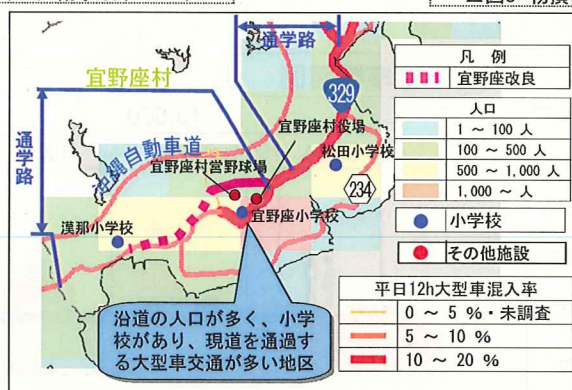 通学路
宜野座村
329
宜野座村役場
沖縄自動車道
松田小学校
宜野座村営野球場
234
通学路
漢那小学校
宜野座小学校
沿道の人口が多く、小学
校があり、現道を通過す
る大型車交通が多い地区
凡 例
宜野座改良
人口
1 ～ 100 人
100 ～ 500 人
500 ～ 1,000 人
1,000 ～ 人
小学校
その他施設
平日12h大型車混入率
0 ～ 5 %・未調査
5 ～ 10 %
10 ～ 20 %